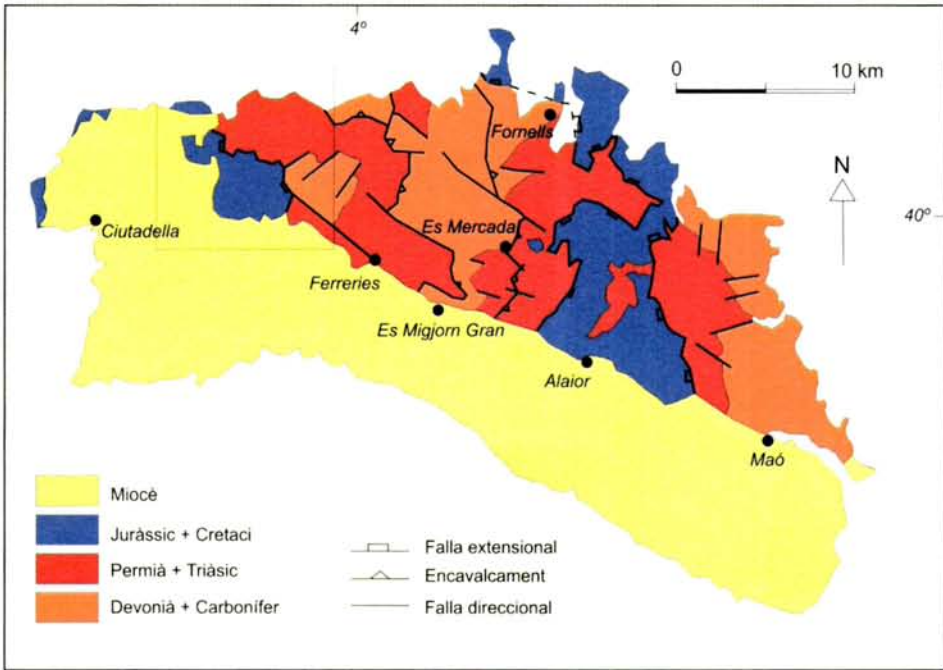 4º
0 10 km
Fornells
N
40º
Ciutadella
Es Mercadal
Ferreries
Es Migjorn Gran
Alaior
Maó
Miocè
Juràssic + Cretaci
Permià + Triàsic
Devonià + Carbonífer
Falla extensional
Encavalcament
Falla direccional